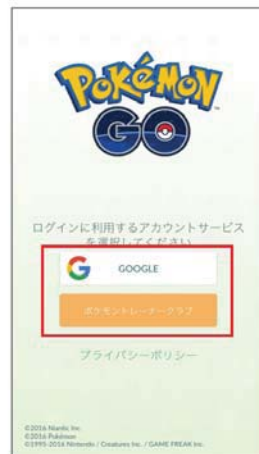 POKÉMON
GO
ログインに利用するアカウントサービス
を選択してください
GOOGLE
ポケモントレーナークラブ
プライバシーポリシー
©2016 Niantic Inc.
©2016 Pokémon
©1995-2016 Nintendo / Creatures Inc. / GAME FREAK Inc.